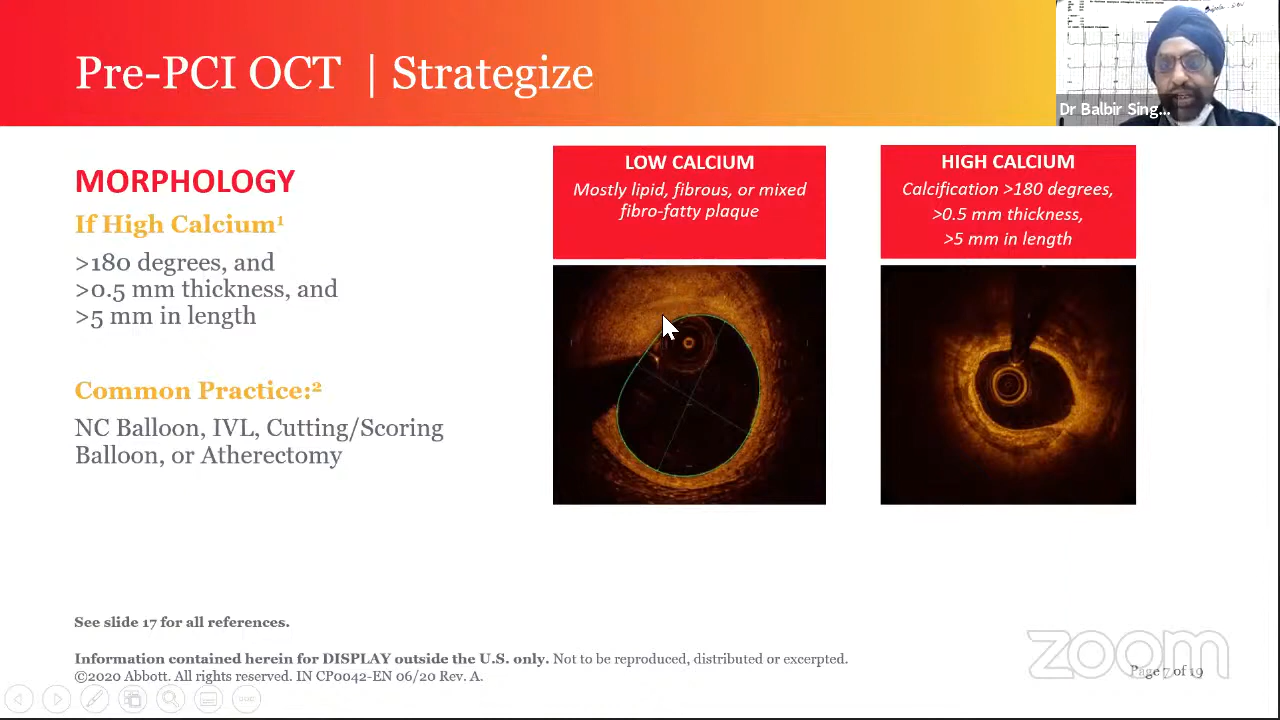 Pre-PCI OCT | Strategize
Dr Balbir Sing...
MORPHOLOGY
If High Calcium¹
>180 degrees, and
>0.5 mm thickness, and
>5 mm in length
Common Practice:²
NC Balloon, IVL, Cutting/Scoring
Balloon, or Atherectomy
LOW CALCIUM
Mostly lipid, fibrous, or mixed
fibro-fatty plaque
HIGH CALCIUM
Calcification >180 degrees,
>0.5 mm thickness,
>5 mm in length
See slide 17 for all references.
Information contained herein for DISPLAY outside the U.S. only. Not to be reproduced, distributed or excerpted.
©2020 Abbott. All rights reserved. IN CP0042-EN 06/20 Rev. A.
zoom
Page 7 of 19